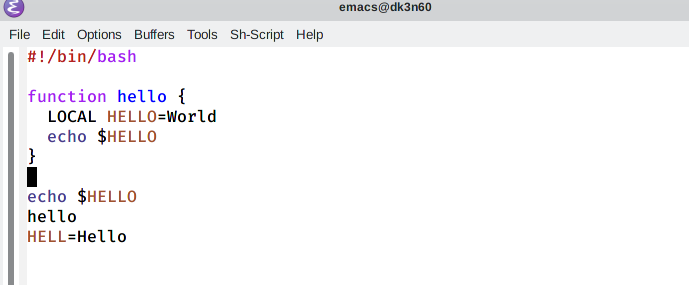 emacs@dk3n60
File Edit Options Buffers Tools Sh-Script Help
#!/bin/bash
function hello {
LOCAL HELLO=World
echo $HELLO
}
echo $HELLO
hello
HELL=Hello